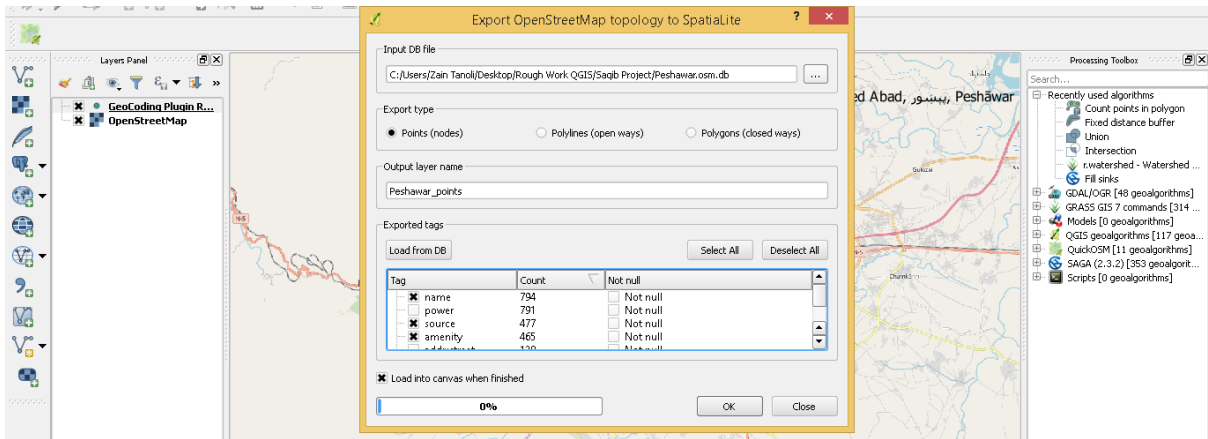 Export OpenStreetMap topology to SpatiaLite
?
Input DB file
C:/Users/Zain Tanoli/Desktop/Rough Work QGIS/Saqib Project/Peshawar.osm.db
...
Export type
Points (nodes)
Polylines (open ways)
Polygons (closed ways)
Output layer name
Peshawar_points
Exported tags
Load from DB
Select All
Deselect All
Tag Count Not null
name 794 Not null
power 791 Not null
source 477 Not null
amenity 465 Not null
Load into canvas when finished
0%
OK
Close
Layers Panel
»
GeoCoding Plugin R...
OpenStreetMap
N-5
ed Abad, پېښور, Peshāwar
Processing Toolbox
Search...
Recently used algorithms
Count points in polygon
Fixed distance buffer
Union
Intersection
r.watershed - Watershed ...
Fill sinks
GDAL/OGR [48 geoalgorithms]
GRASS GIS 7 commands [314 ...
Models [0 geoalgorithms]
QGIS geoalgorithms [117 geoa...
QuickOSM [11 geoalgorithms]
SAGA (2.3.2) [353 geoalgorit...
Scripts [0 geoalgorithms]